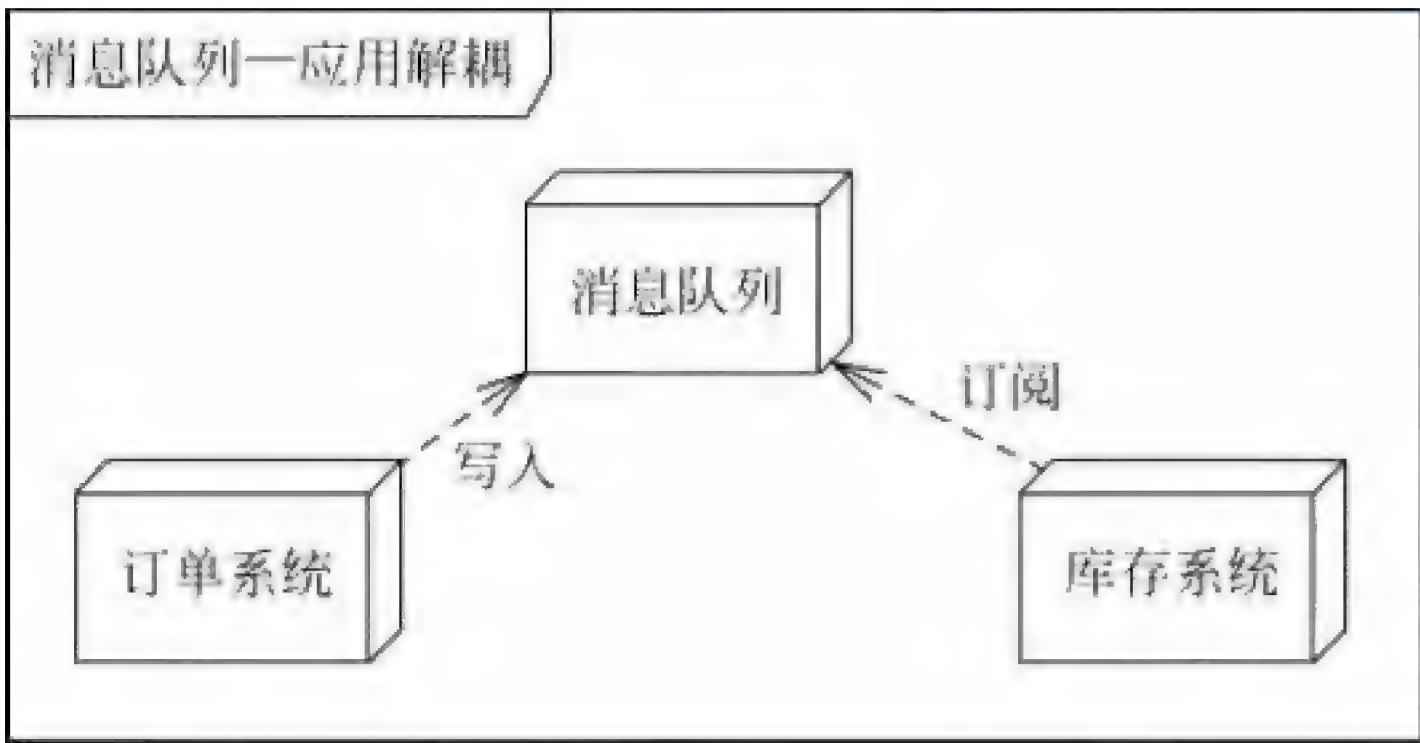 消息队列—应用解耦
消息队列
订阅
写入
订单系统
库存系统